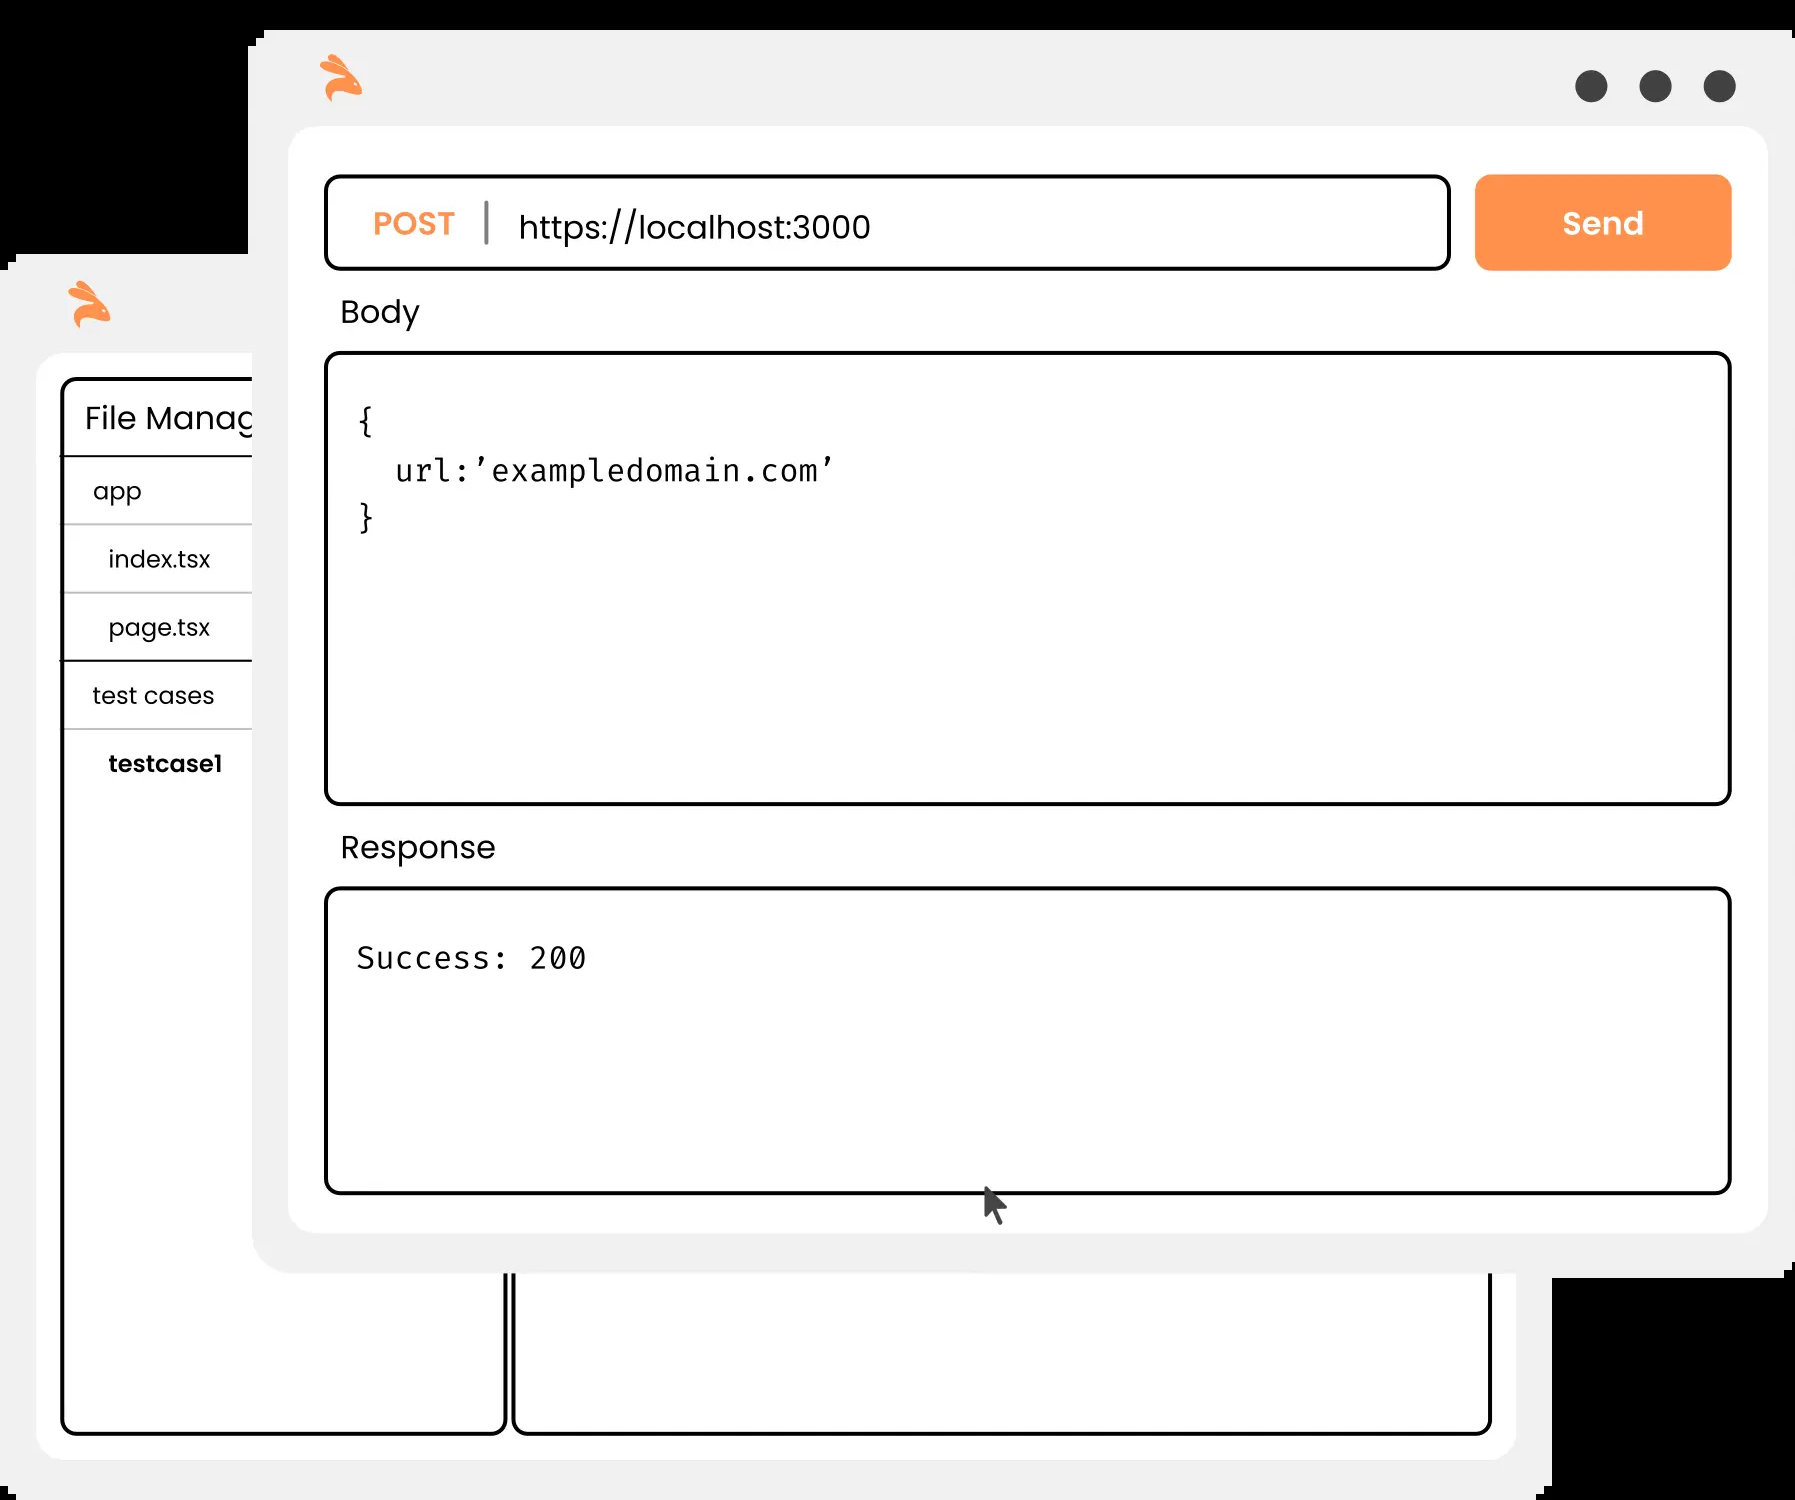 POST | https://localhost:3000
Send
Body
{
url:’exampledomain.com’
}
Response
Success: 200
File Manag
app
index.tsx
page.tsx
test cases
testcase1